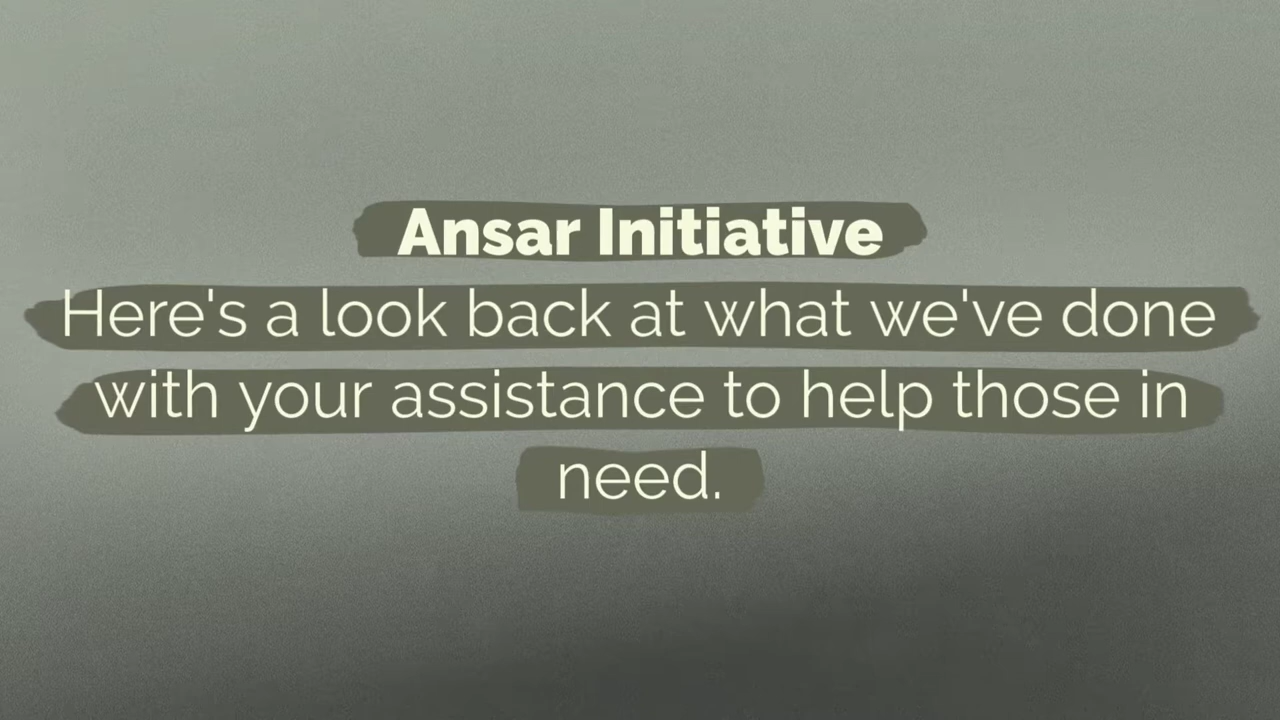 Ansar Initiative
Here's a look back at what we've done
with your assistance to help those in
need.